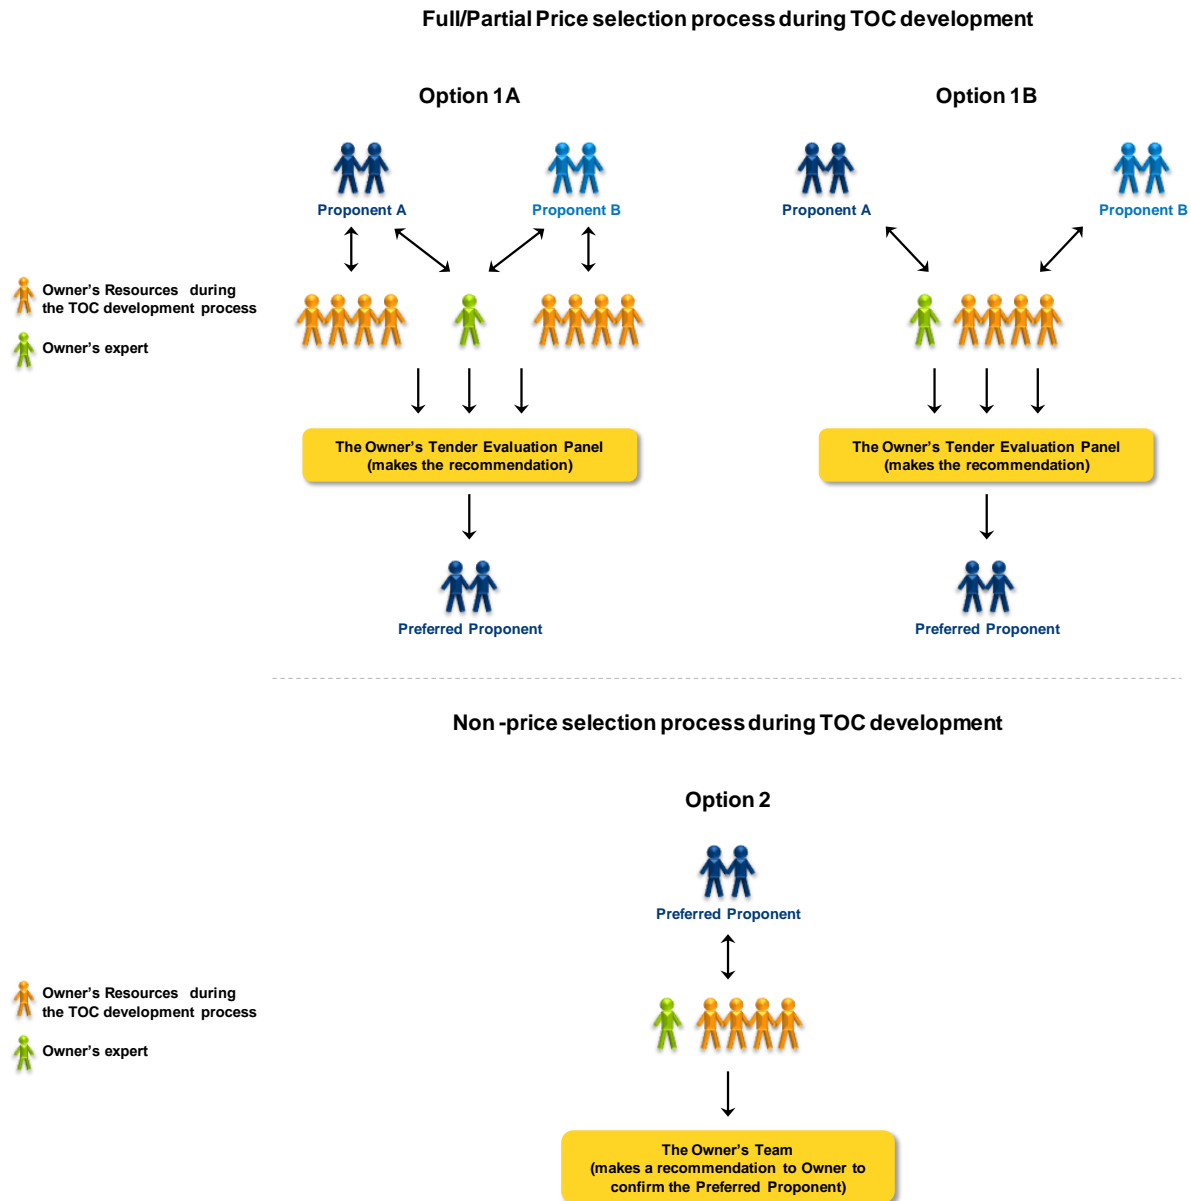 Full/Partial Price selection process during TOC development
Option 1A
Option 1B
Proponent A
Proponent B
Proponent A
Proponent B
Owner's Resources during
the TOC development process
Owner's expert
The Owner's Tender Evaluation Panel
(makes the recommendation)
The Owner's Tender Evaluation Panel
(makes the recommendation)
Preferred Proponent
Preferred Proponent
Non -price selection process during TOC development
Option 2
Preferred Proponent
Owner's Resources during
the TOC development process
Owner's expert
The Owner's Team
(makes a recommendation to Owner to
confirm the Preferred Proponent)